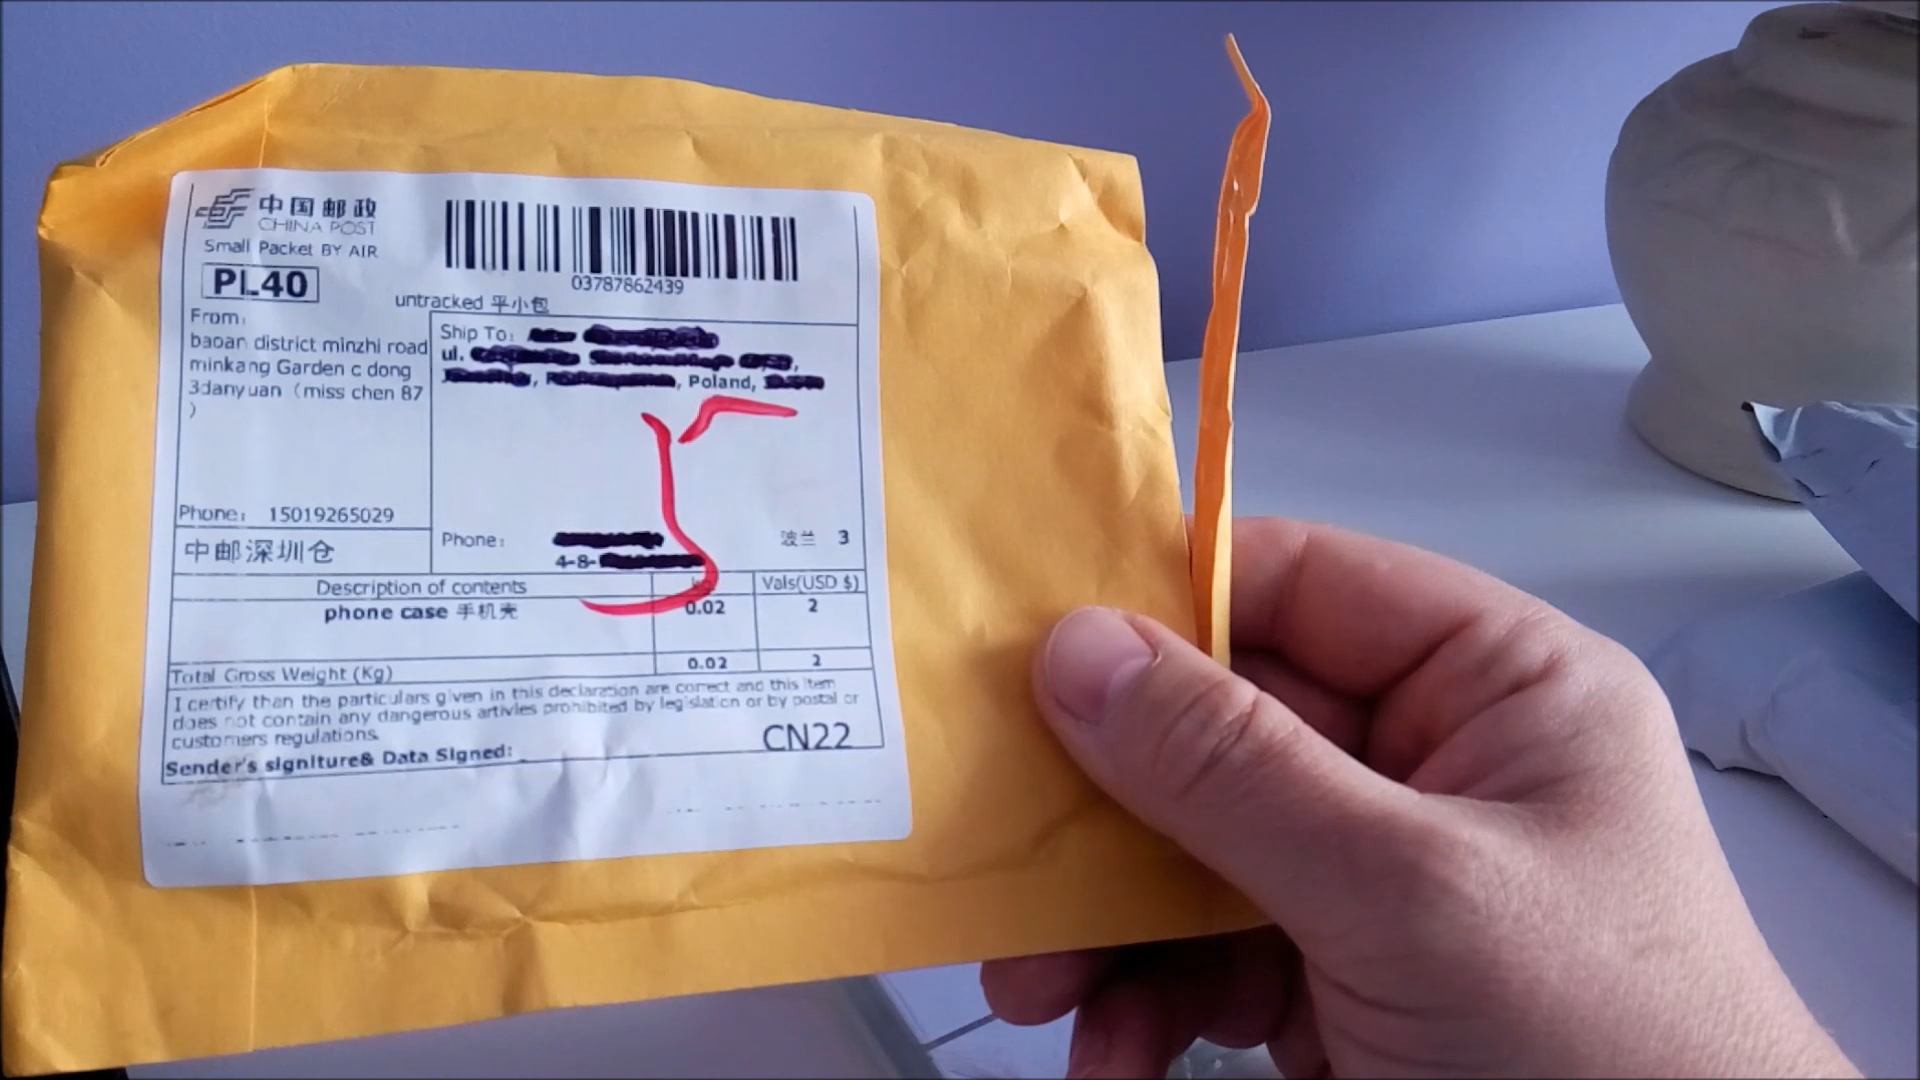 中国邮政
CHINA POST
Small Packet BY AIR
PL40
03787862439
untracked 平小包
From:
baoan district minzhi road
minkang Garden c dong
3danyuan（miss chen 87
）
Phone: 15019265029
中邮深圳仓
Ship To:
ul.
, Poland,
Phone:
4-8-
波兰 3
Description of contents Vals(USD $)
phone case 手机壳 0.02 2
Total Gross Weight (Kg) 0.02 2
I certify than the particulars given in this declaration are correct and this item
does not contain any dangerous artivles prohibited by legislation or by postal or
customers regulations.
Sender's signiture& Data Signed:
CN22